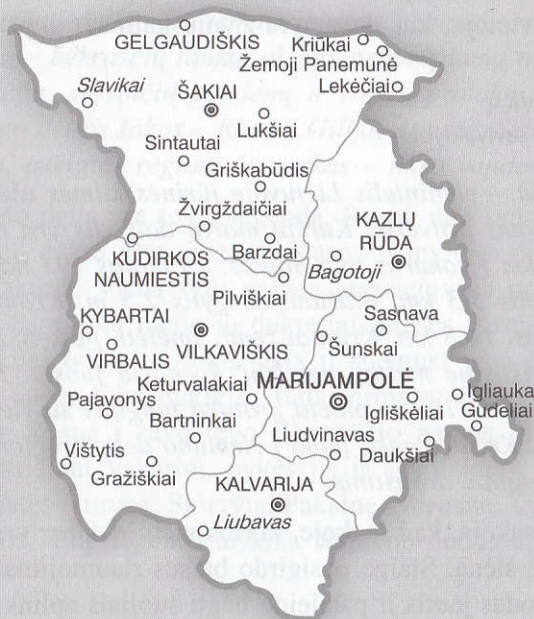 GELGAUDIŠKIS
Kriūkai
Žemoji Panemunė
Lekėčiai
Slavikai
ŠAKIAI
Lukšiai
Sintautai
Griškabūdis
Žvirgždaičiai
KAZLŲ
RŪDA
Barzdai
Bagotoji
KUDIRKOS
NAUMIESTIS
Pilviškiai
Sasnava
KYBARTAI
VIRBALIS
VILKAVIŠKIS
Šunskai
Keturvalakiai
MARIJAMPOLĖ
Pajavonys
Igliauka
Igliškėliai
Gudeliai
Bartninkai
Liudvinavas
Daukšiai
Vištytis
Gražiškiai
KALVARIJA
Liubavas